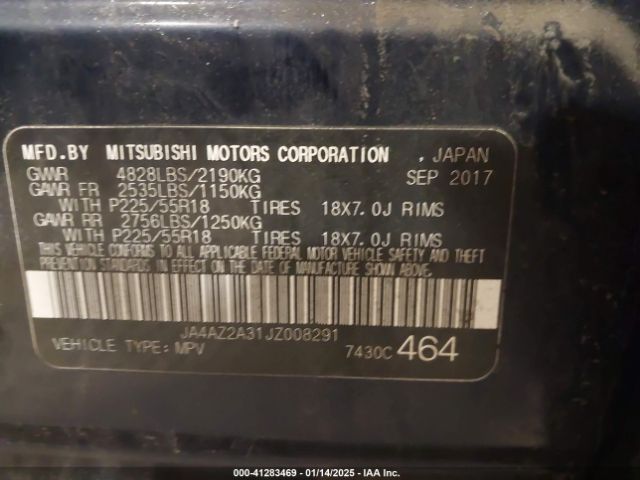 MFD.BY MITSUBISHI MOTORS CORPORATION , JAPAN
GVWR 4828LBS/2190KG SEP 2017
GAWR FR 2535LBS/1150KG
WITH P225/55R18 TIRES 18X7.0J RIMS
GAWR RR 2756LBS/1250KG
WITH P225/55R18 TIRES 18X7.0J RIMS
THIS VEHICLE CONFORMS TO ALL APPLICABLE FEDERAL MOTOR VEHICLE SAFETY AND THEFT
PREVENTION STANDARDS IN EFFECT ON THE DATE OF MANUFACTURE SHOWN ABOVE.
JA4AZ2A31JZ008291
VEHICLE TYPE:MPV 7430C 464
000-41283469 - 01/14/2025 - IAA Inc.